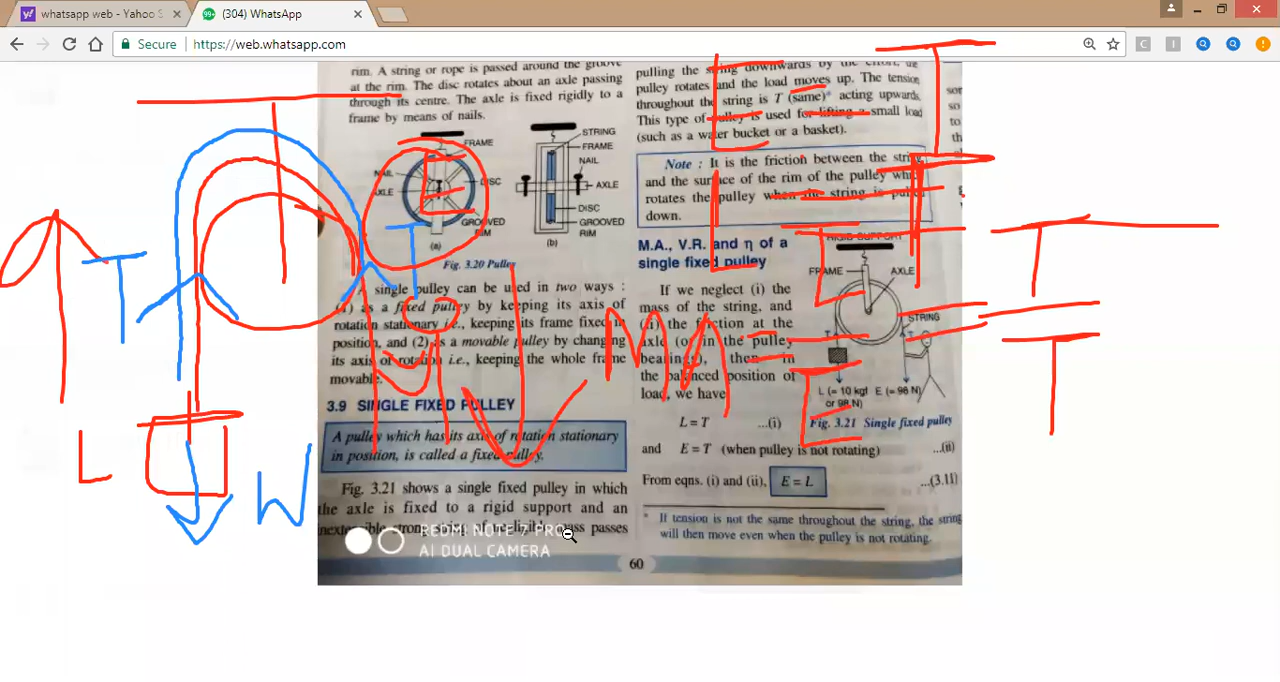 whatsapp web - Yahoo S
(304) WhatsApp
Secure
https://web.whatsapp.com
rim. A string or rope is passed around the groove
at the rim. The disc rotates about an axle passing
through its centre. The axle is fixed rigidly to a
frame by means of nails.
FRAME
NAIL
AXLE
DISC
GROOVED
RIM
(a)
STRING
FRAME
NAIL
AXLE
DISC
GROOVED
RIM
(b)
Fig. 3.20 Pulley
A single pulley can be used in two ways :
(1) as a fixed pulley by keeping its axis of
rotation stationary i.e., keeping its frame fixed in
position, and (2) as a movable pulley by changing
its axis of rotation i.e., keeping the whole frame
movable.
3.9 SINGLE FIXED PULLEY
A pulley which has its axis of rotation stationary
in position, is called a fixed pulley.
Fig. 3.21 shows a single fixed pulley in which
the axle is fixed to a rigid support and an
passes
REDMI NOTE 7 PRO
AI DUAL CAMERA
pulling the string downwards by the effort, the
pulley rotates and the load moves up. The tension
throughout the string is T (same)* acting upwards.
This type of pulley is used for lifting a small load
(such as a water bucket or a basket).
Note : It is the friction between the string
and the surface of the rim of the pulley which
rotates the pulley when the string is pulled
down.
M.A., V.R. and η of a
single fixed pulley
If we neglect (i) the
mass of the string, and
(ii) the friction at the
axle (or in the pulley
bearings), then in
the balanced position of
load, we have
RIGID SUPPORT
FRAME
AXLE
STRING
T
T
L (= 10 kgf
or 98 N)
E (= 98 N)
Fig. 3.21 Single fixed pulley
L = T ...(i)
and E = T (when pulley is not rotating) ...(ii)
From eqns. (i) and (ii), E = L ...(3.11)
* If tension is not the same throughout the string, the string
will then move even when the pulley is not rotating.
60
T
T
L
W
E
MA
=
L
E
=
T
T